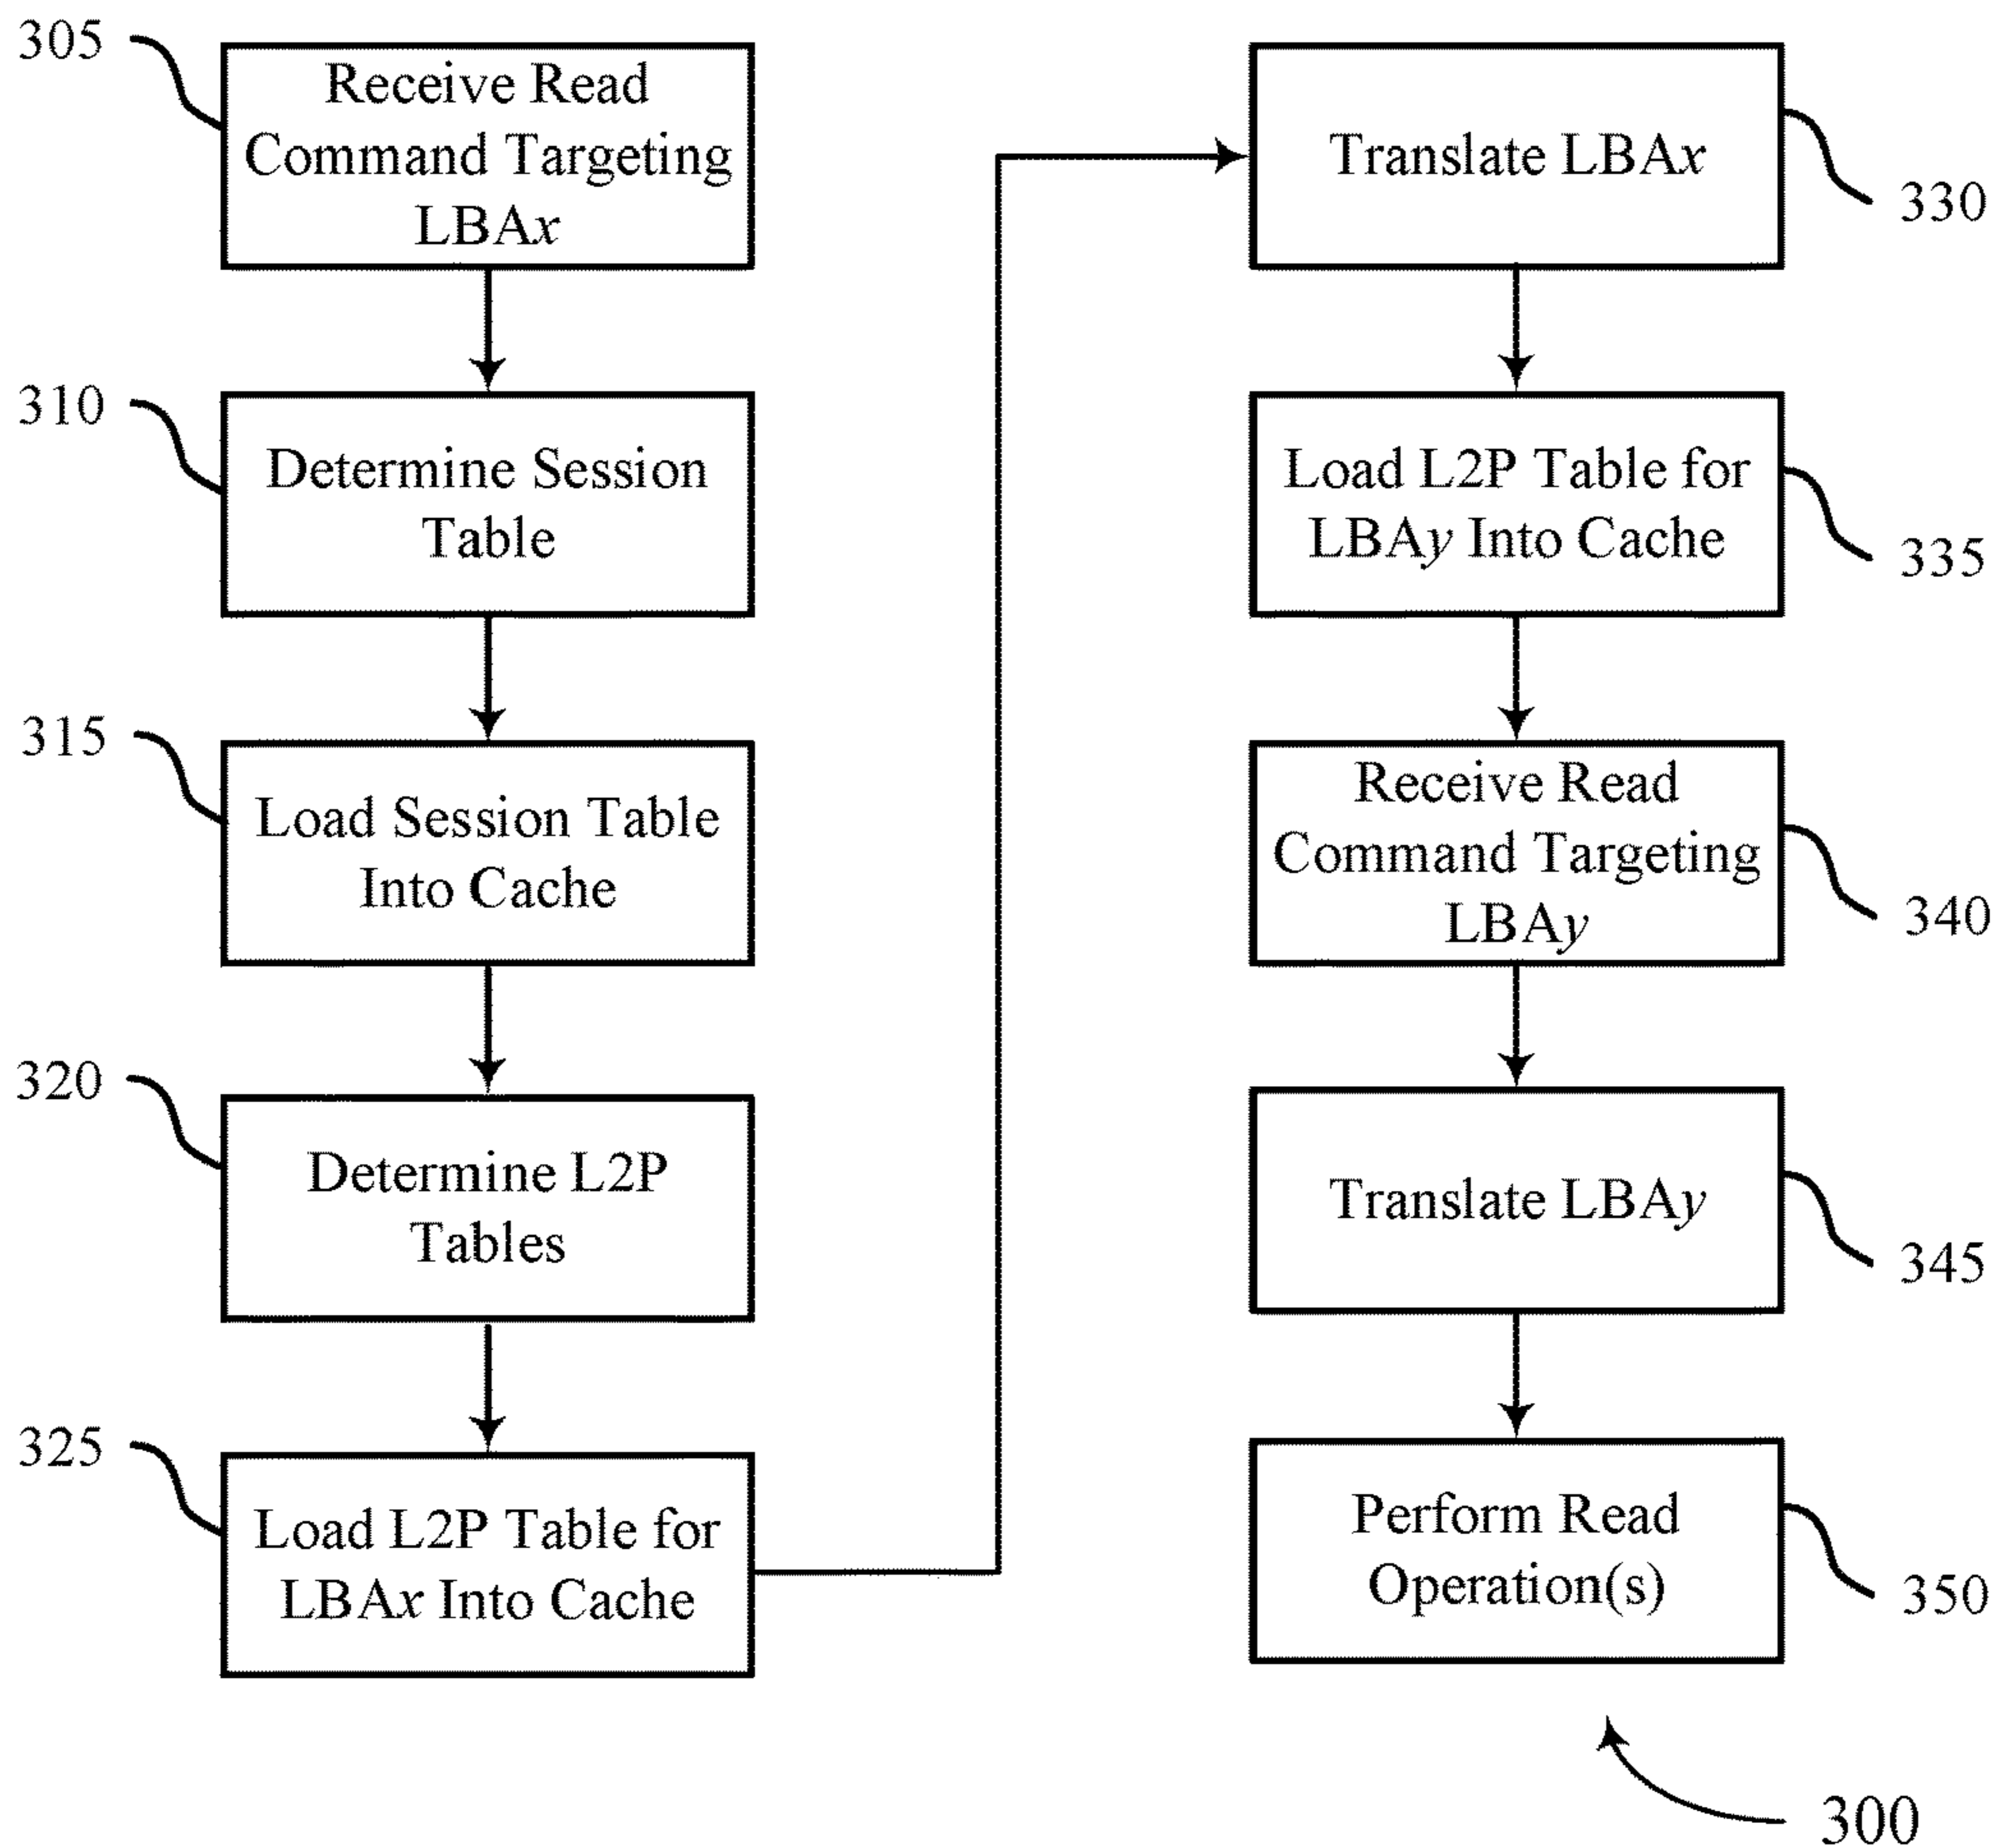 305
Receive Read
Command Targeting
LBAx
310
Determine Session
Table
315
Load Session Table
Into Cache
320
Determine L2P
Tables
325
Load L2P Table for
LBAx Into Cache
Translate LBAx
330
Load L2P Table for
LBAy Into Cache
335
Receive Read
Command Targeting
LBAy
340
Translate LBAy
345
Perform Read
Operation(s)
350
300